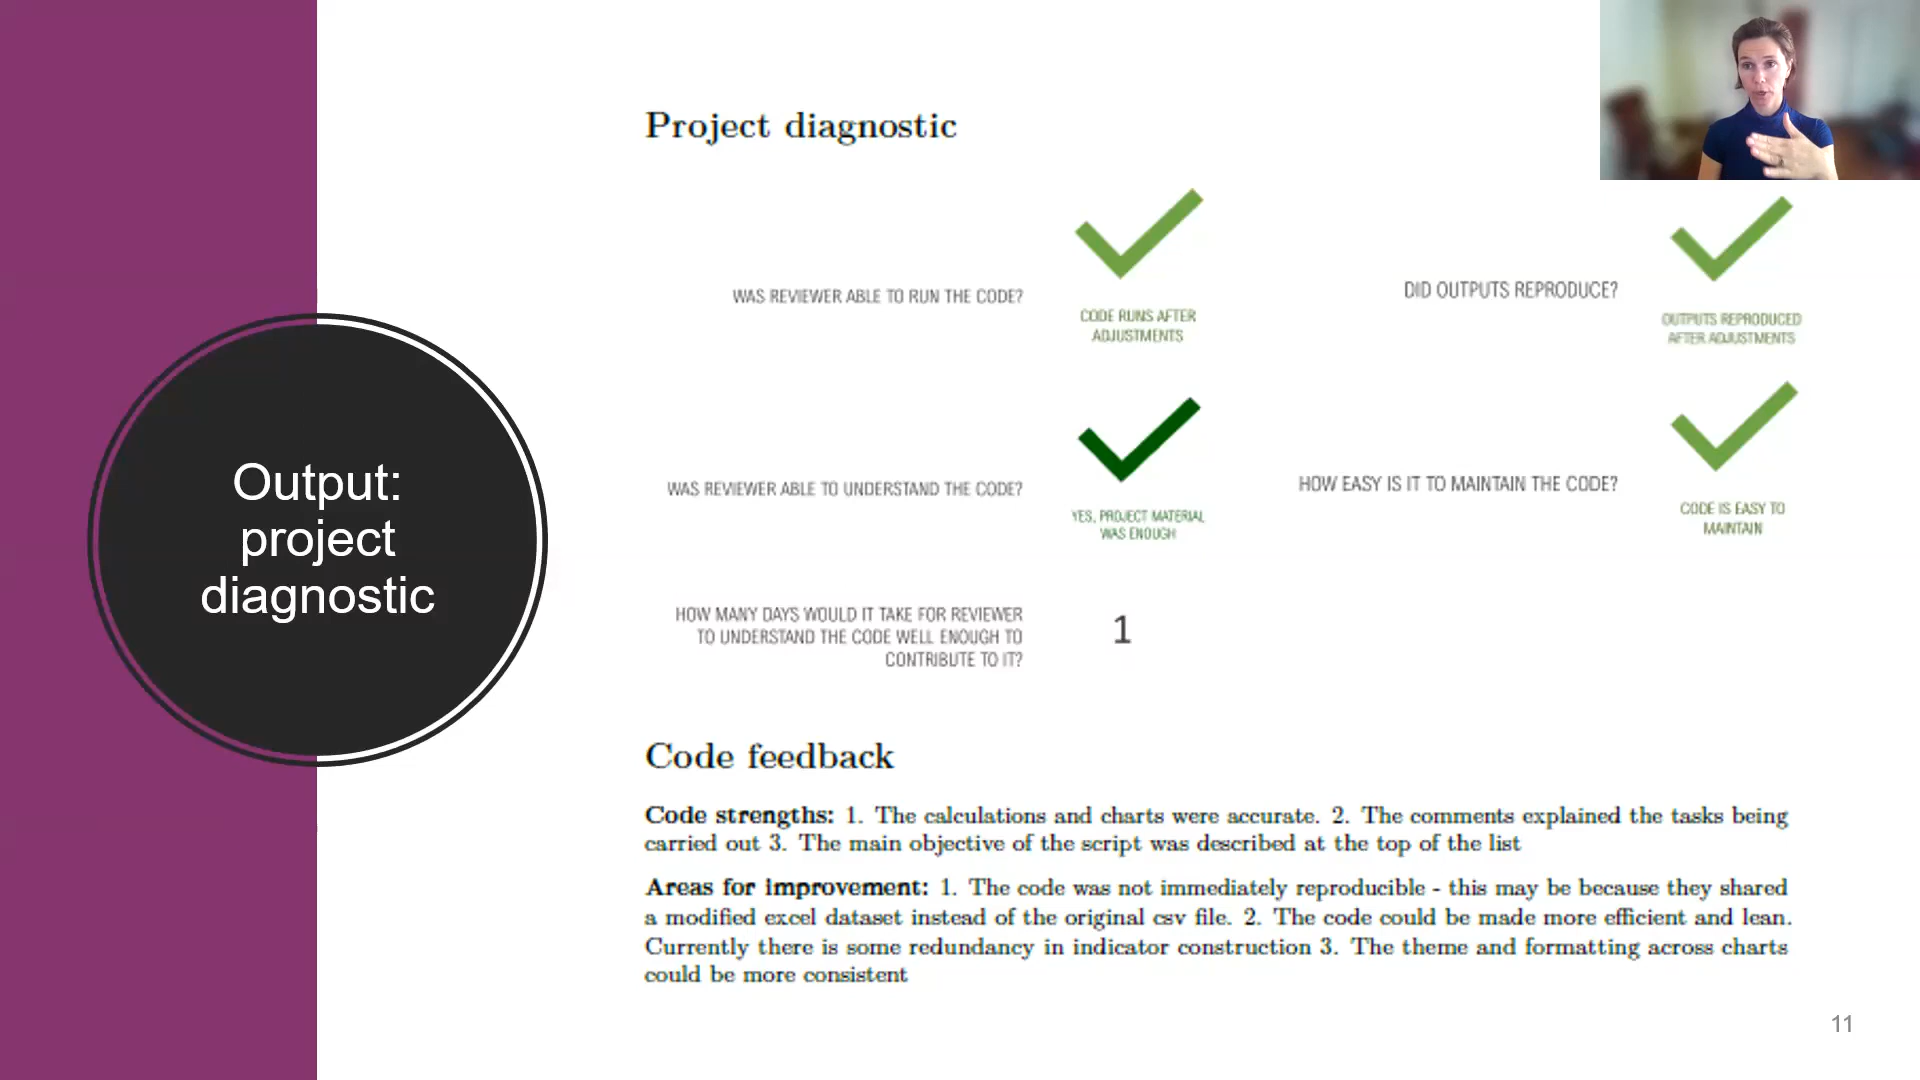 Output:
project
diagnostic
Project diagnostic
WAS REVIEWER ABLE TO RUN THE CODE?
CODE RUNS AFTER
ADJUSTMENTS
DID OUTPUTS REPRODUCE?
OUTPUTS REPRODUCED
AFTER ADJUSTMENTS
WAS REVIEWER ABLE TO UNDERSTAND THE CODE?
YES, PROJECT MATERIAL
WAS ENOUGH
HOW EASY IS IT TO MAINTAIN THE CODE?
CODE IS EASY TO
MAINTAIN
HOW MANY DAYS WOULD IT TAKE FOR REVIEWER
TO UNDERSTAND THE CODE WELL ENOUGH TO
CONTRIBUTE TO IT?
1
Code feedback
Code strengths: 1. The calculations and charts were accurate. 2. The comments explained the tasks being
carried out 3. The main objective of the script was described at the top of the list
Areas for improvement: 1. The code was not immediately reproducible - this may be because they shared
a modified excel dataset instead of the original csv file. 2. The code could be made more efficient and lean.
Currently there is some redundancy in indicator construction 3. The theme and formatting across charts
could be more consistent
11